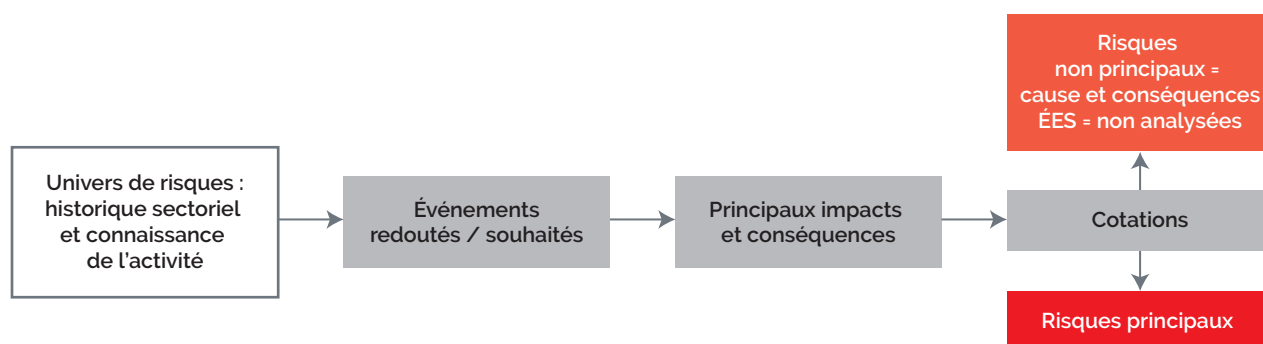 Risques
non principaux =
cause et conséquences
ÉES = non analysées
Univers de risques :
historique sectoriel
et connaissance
de l'activité
Événements
redoutés / souhaités
Principaux impacts
et conséquences
Cotations
Risques principaux